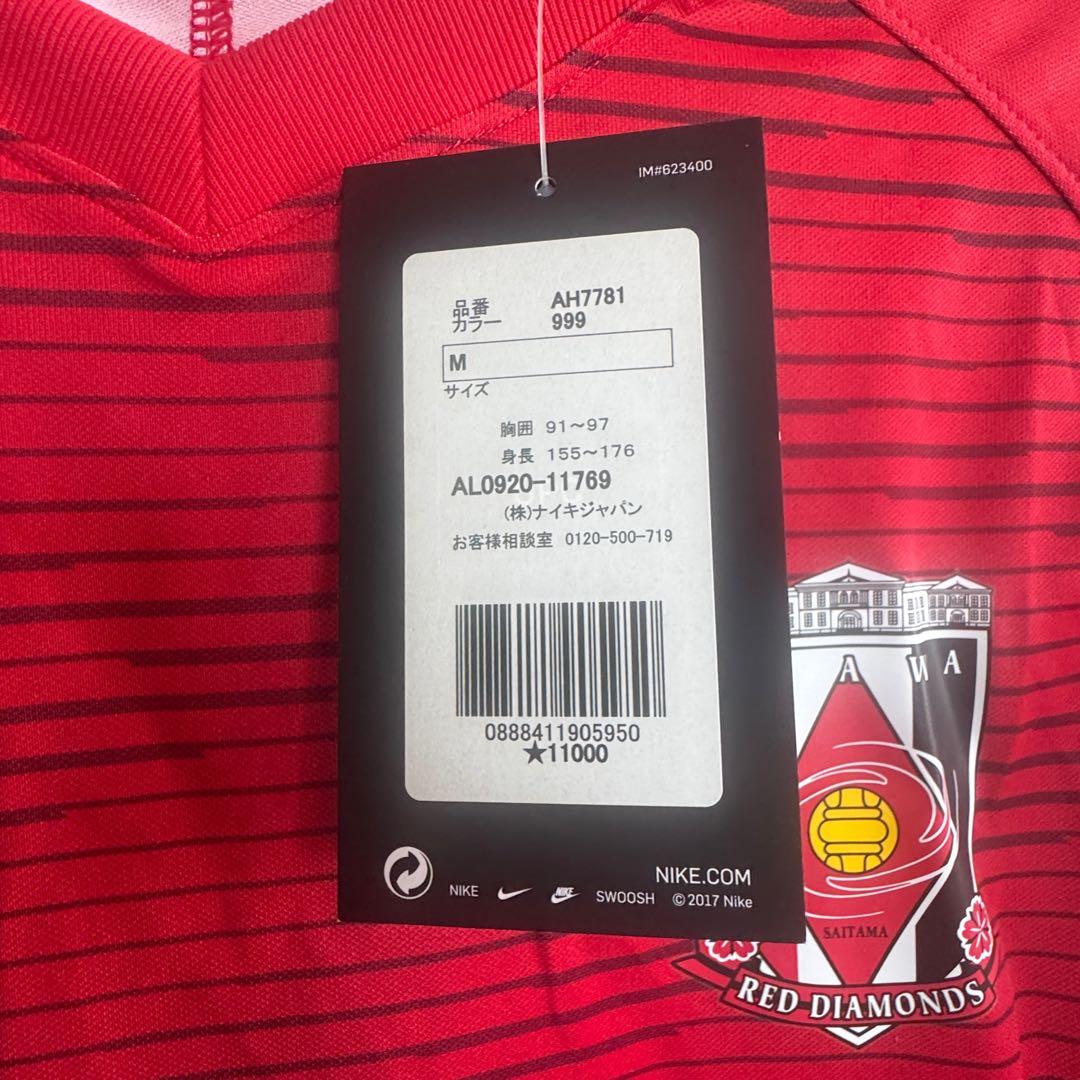 IM#623400
品番 AH7781
カラー 999
M
サイズ
胸囲 91～97
身長 155～176
AL0920-11769
(株)ナイキジャパン
お客様相談室 0120-500-719
0888411905950
★11000
NIKE.COM
NIKE NIKE SWOOSH ©2017 Nike
AWA
SAITAMA
RED DIAMONDS